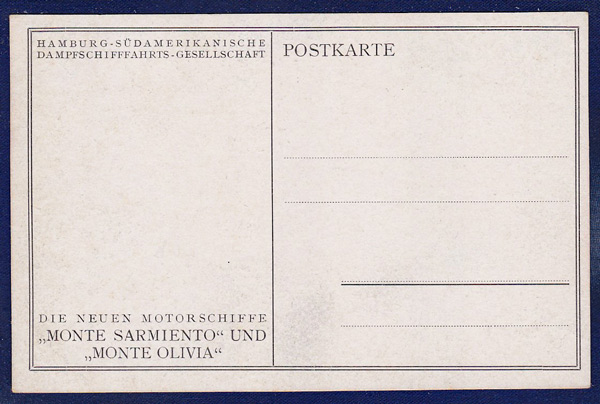 HAMBURG-SÜDAMERIKANISCHE
DAMPFSCHIFFFAHRTS-GESELLSCHAFT
POSTKARTE
DIE NEUEN MOTORSCHIFFE
„MONTE SARMIENTO“ UND
„MONTE OLIVIA“